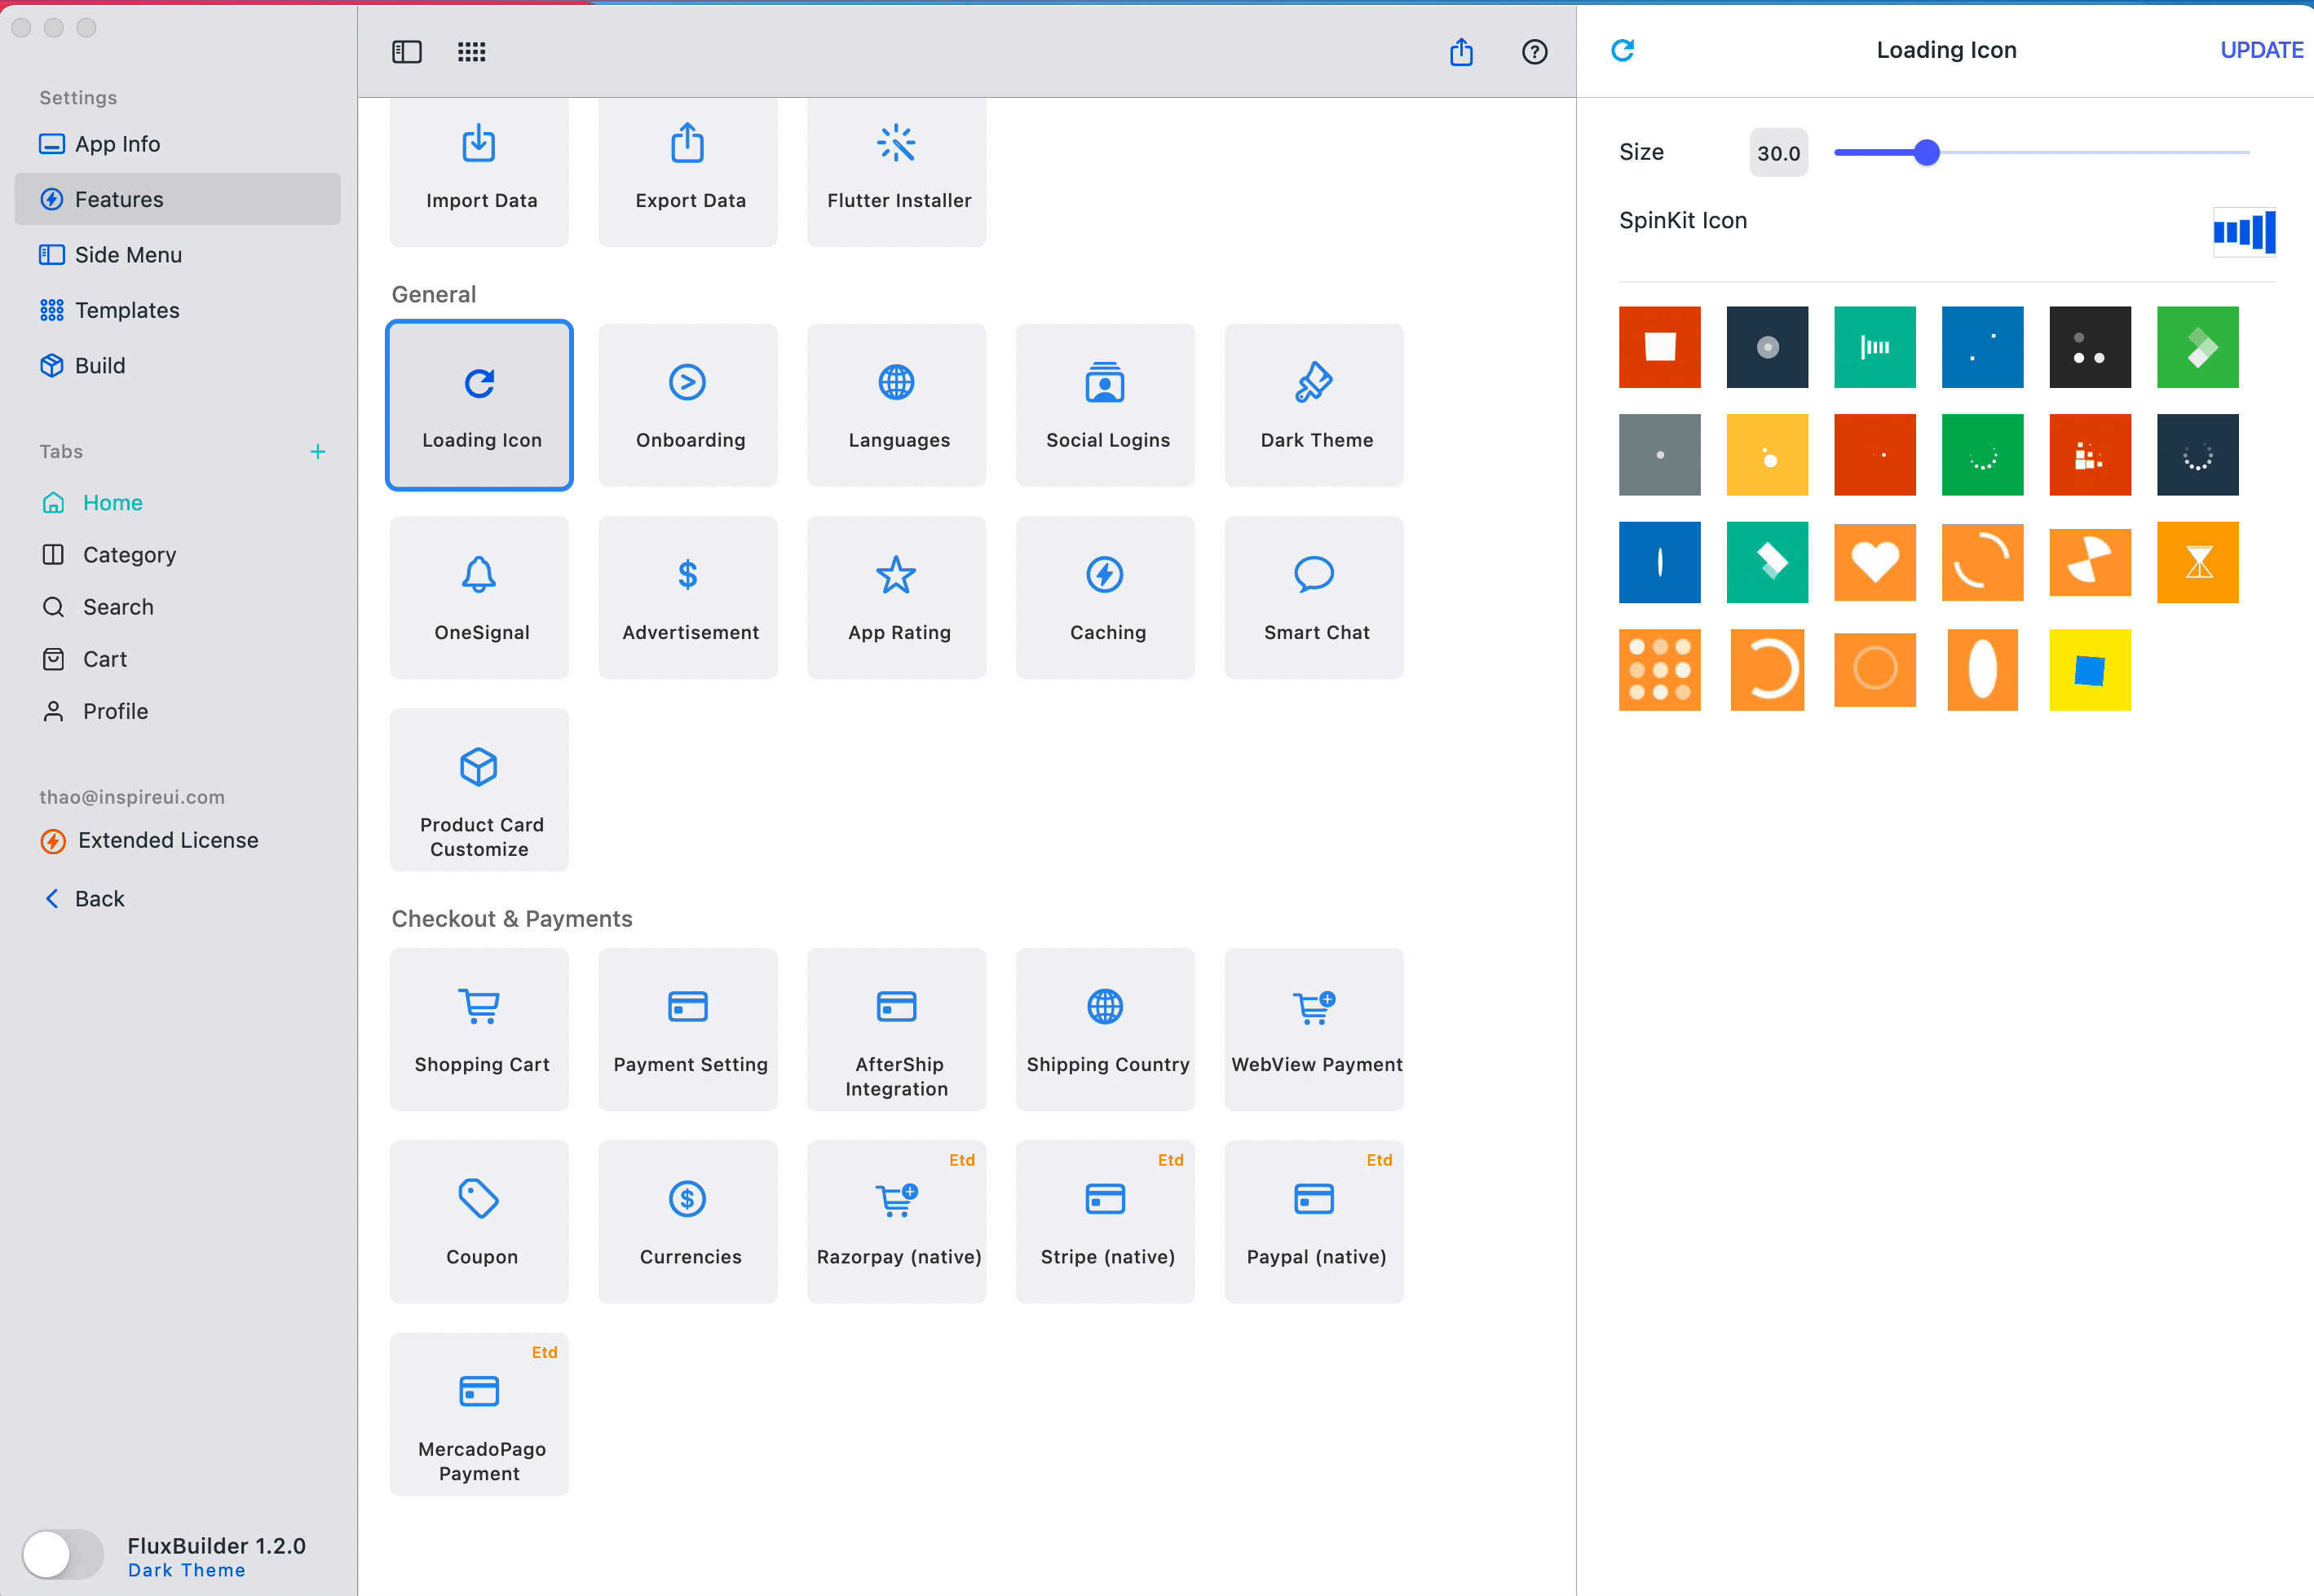 Settings
App Info
Features
Side Menu
Templates
Build
Tabs
+
Home
Category
Search
Cart
Profile
thao@inspireui.com
Extended License
Back
FluxBuilder 1.2.0
Dark Theme
Import Data
Export Data
Flutter Installer
General
Loading Icon
Onboarding
Languages
Social Logins
Dark Theme
OneSignal
Advertisement
App Rating
Caching
Smart Chat
Product Card
Customize
Checkout & Payments
Shopping Cart
Payment Setting
AfterShip
Integration
Shipping Country
WebView Payment
Coupon
Currencies
Etd
Razorpay (native)
Etd
Stripe (native)
Etd
Paypal (native)
Etd
MercadoPago
Payment
Loading Icon
UPDATE
Size
30.0
SpinKit Icon